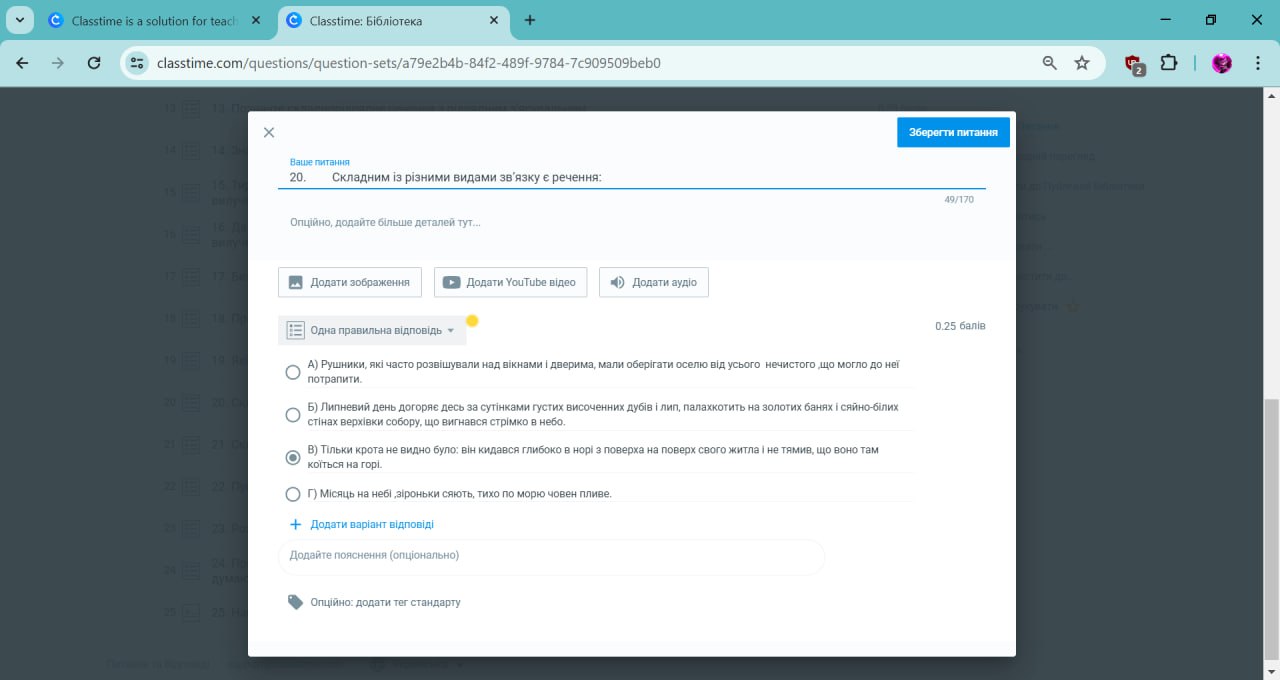 Classtime is a solution for teach
Classtime: Бібліотека
classtime.com/questions/question-sets/a79e2b4b-84f2-489f-9784-7c909509beb0
2
Зберегти питання
Ваше питання
20. Складним із різними видами зв'язку є речення:
49/170
Опційно, додайте більше деталей тут...
Додати зображення
Додати YouTube відео
Додати аудіо
Одна правильна відповідь
0.25 балів
А) Рушники, які часто розвішували над вікнами і дверима, мали оберігати оселю від усього нечистого ,що могло до неї
потрапити.
Б) Липневий день догоряє десь за сутінками густих височенних дубів і лип, палахкотить на золотих банях і сяйно-білих
стінах верхівки собору, що вигнався стрімко в небо.
В) Тільки крота не видно було: він кидався глибоко в норі з поверха на поверх свого житла і не тямив, що воно там
коїться на горі.
Г) Місяць на небі ,зіроньки сяють, тихо по морю човен пливе.
Додати варіант відповіді
Додайте пояснення (опціонально)
Опційно: додати тег стандарту